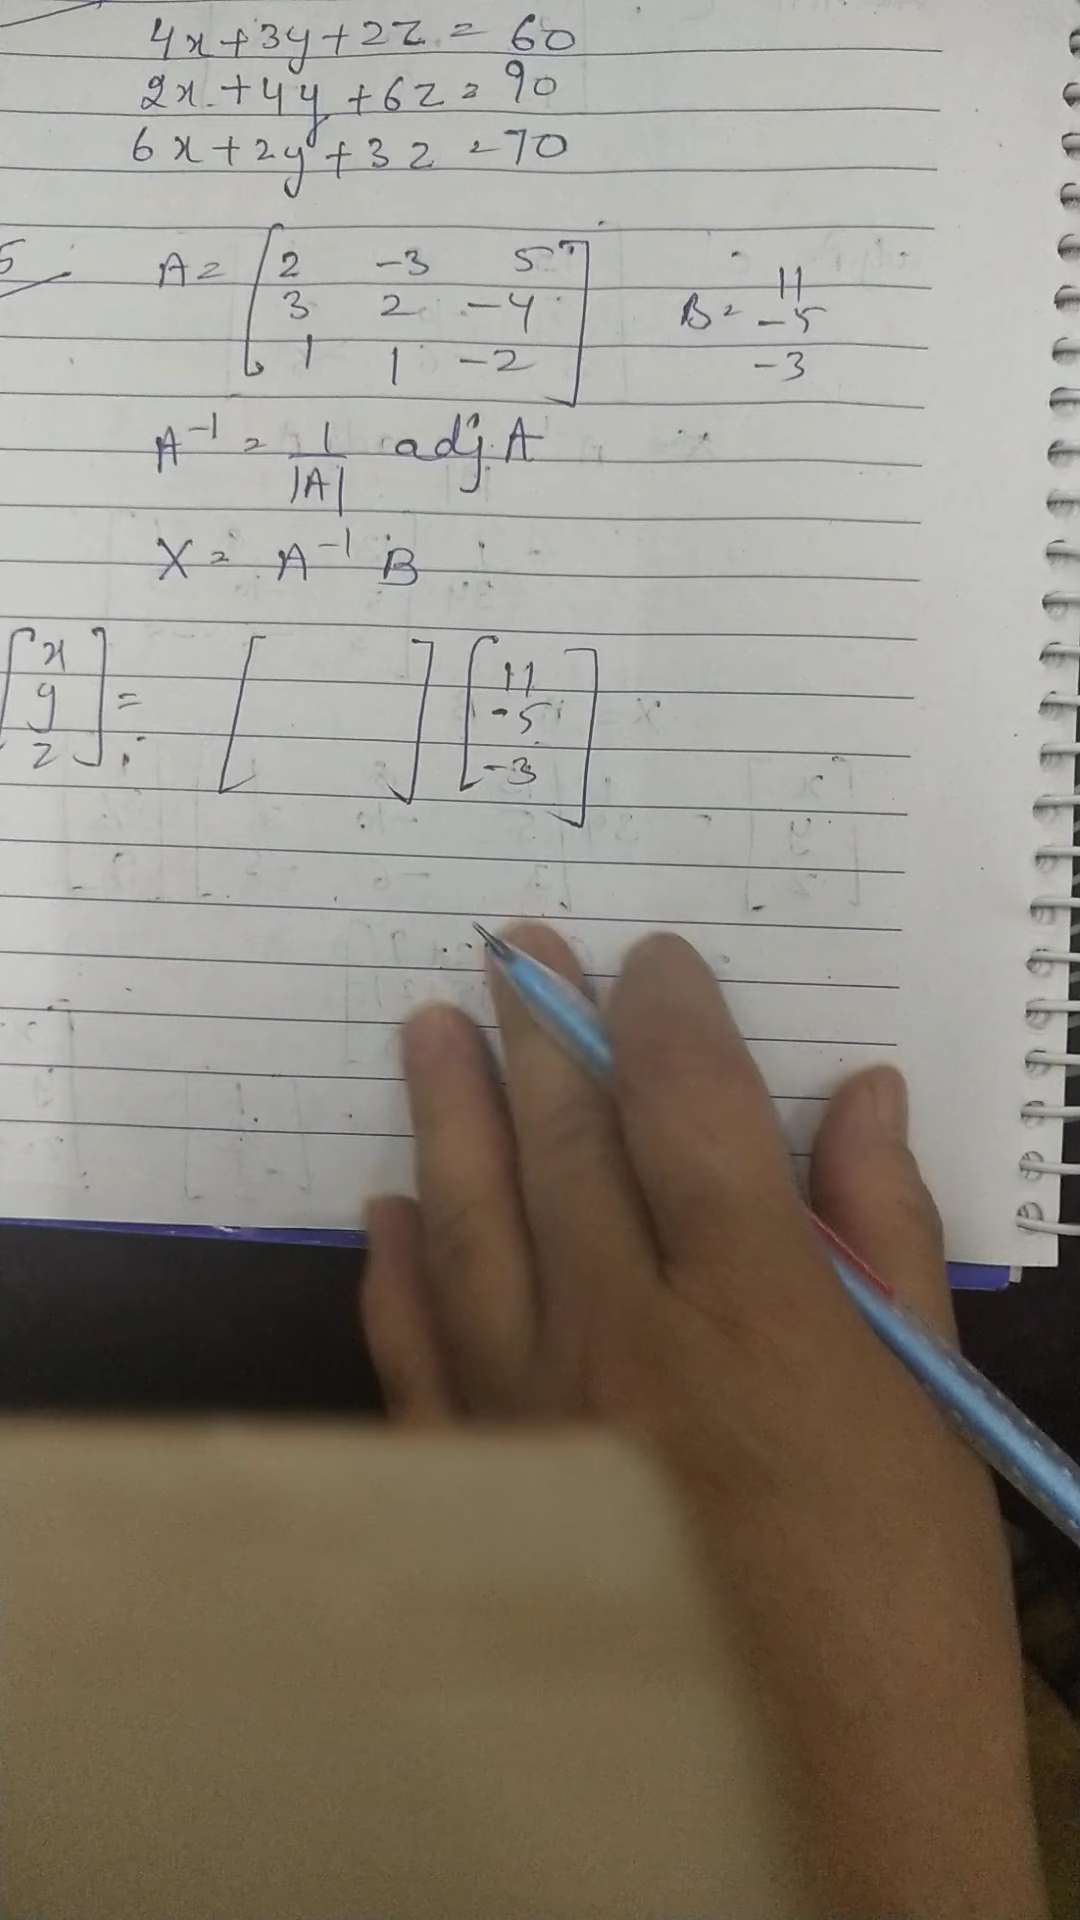 4x+3y+2z = 60
2x+4y+6z = 90
6x+2y+3z = 70
5 A = [2 -3 5
3 2 -4
1 1 -2] B = 11
-5
-3
A⁻¹ = 1/|A| adj A
X = A⁻¹ B
[x
y
z] = [ ] [11
-5
-3]